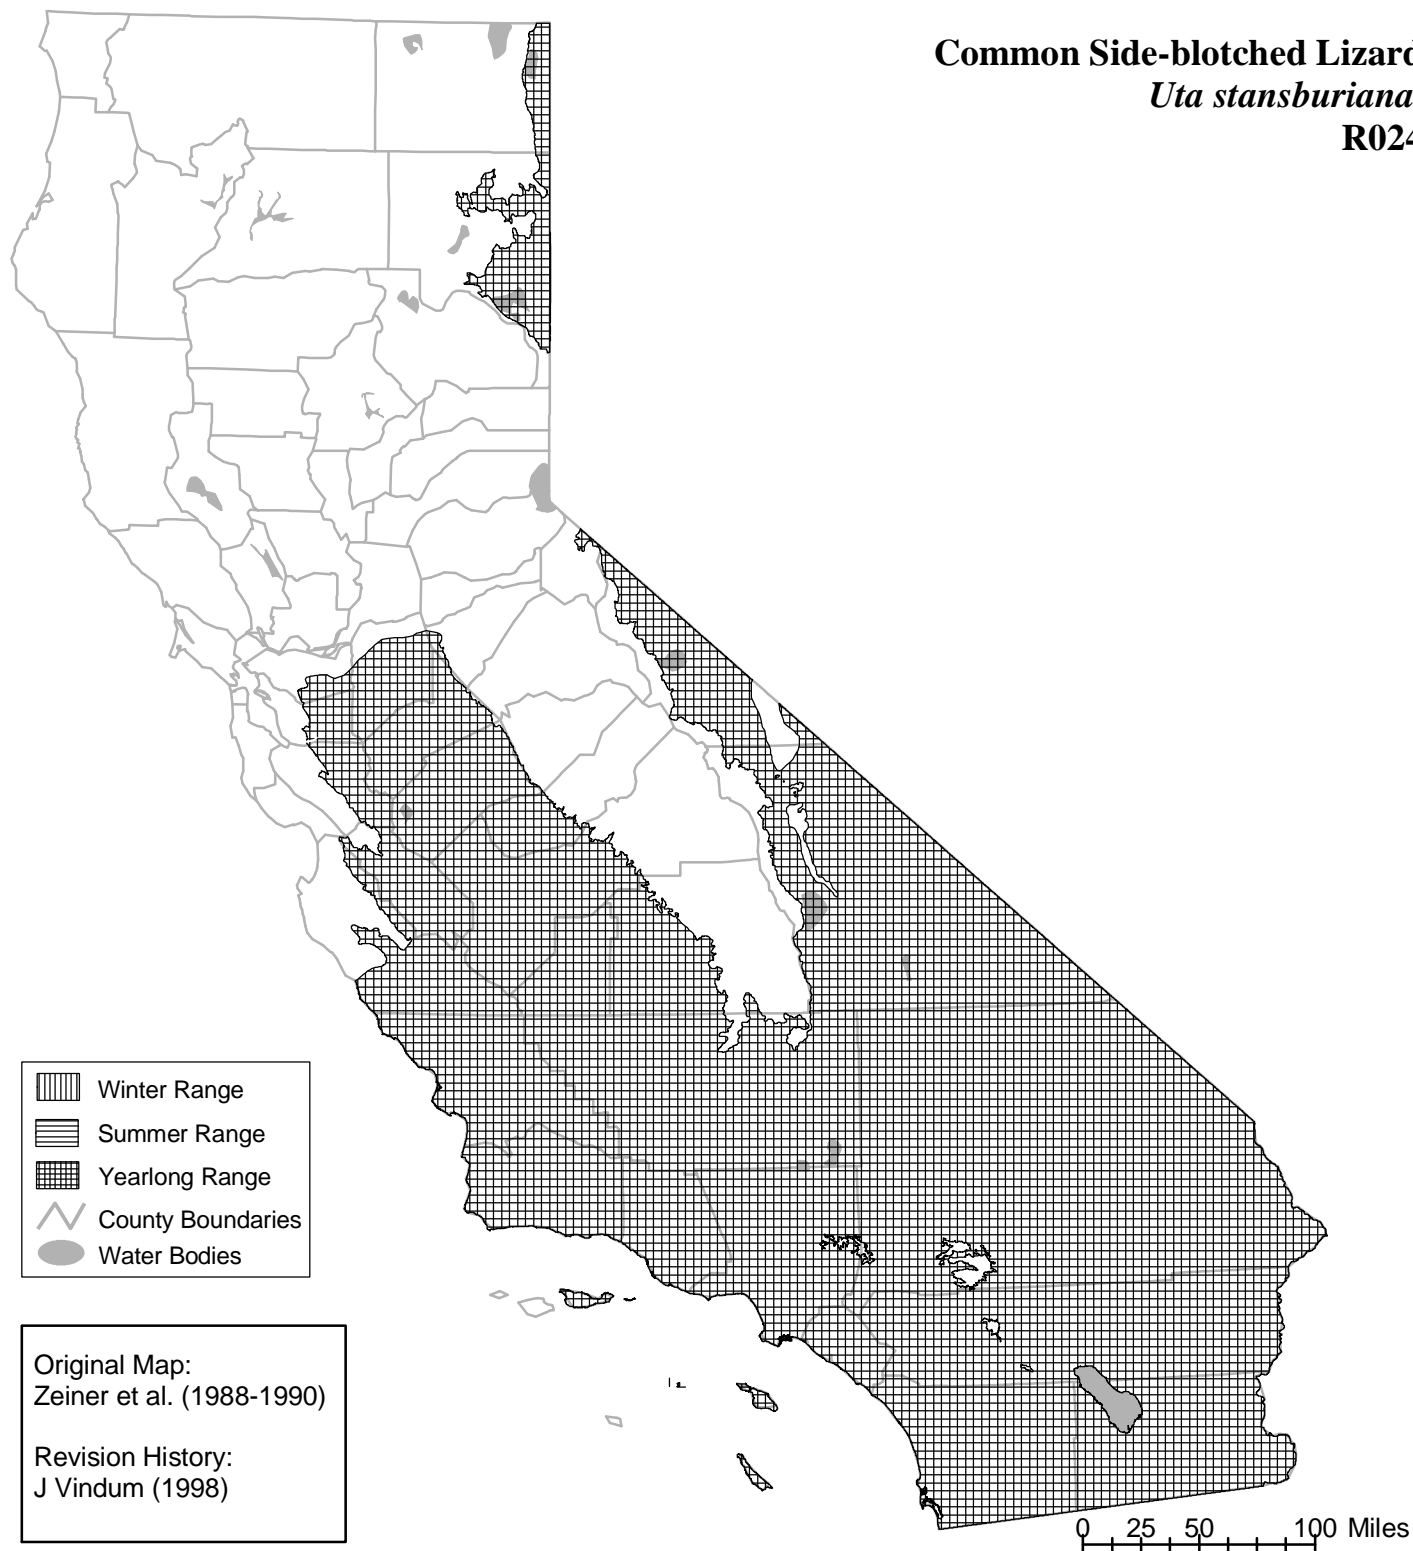 Common Side-blotched Lizard
Uta stansburiana
R024
Winter Range
Summer Range
Yearlong Range
County Boundaries
Water Bodies
Original Map:
Zeiner et al. (1988-1990)
Revision History:
J Vindum (1998)
0 25 50 100 Miles